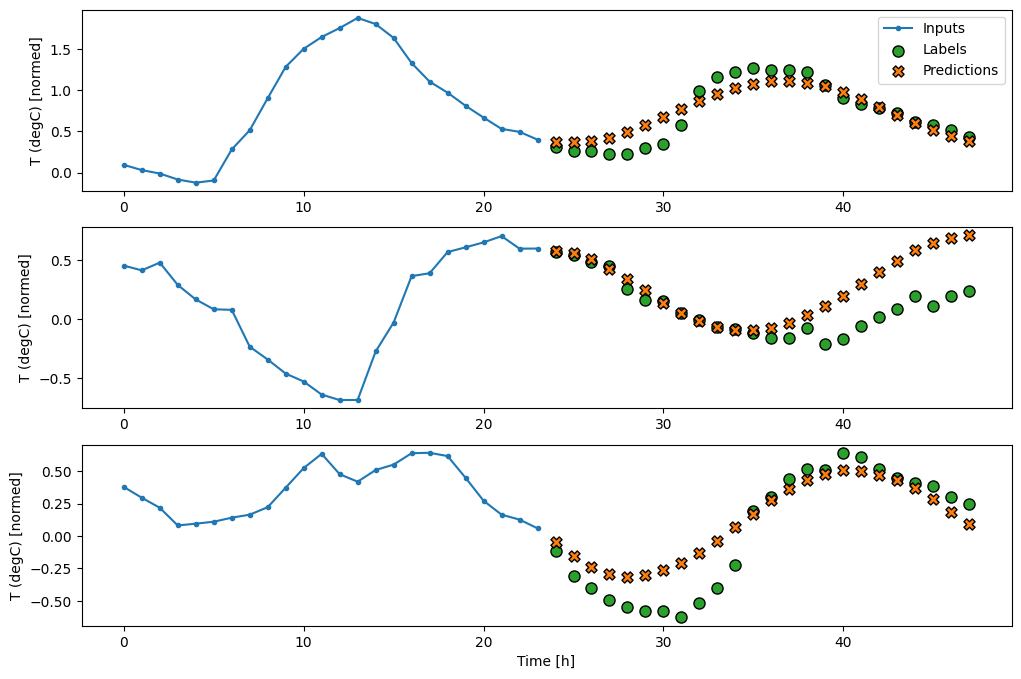 Inputs
Labels
Predictions
T (degC) [normed]
1.5
1.0
0.5
0.0
0 10 20 30 40
T (degC) [normed]
0.5
0.0
−0.5
0 10 20 30 40
T (degC) [normed]
0.50
0.25
0.00
−0.25
−0.50
0 10 20 30 40
Time [h]